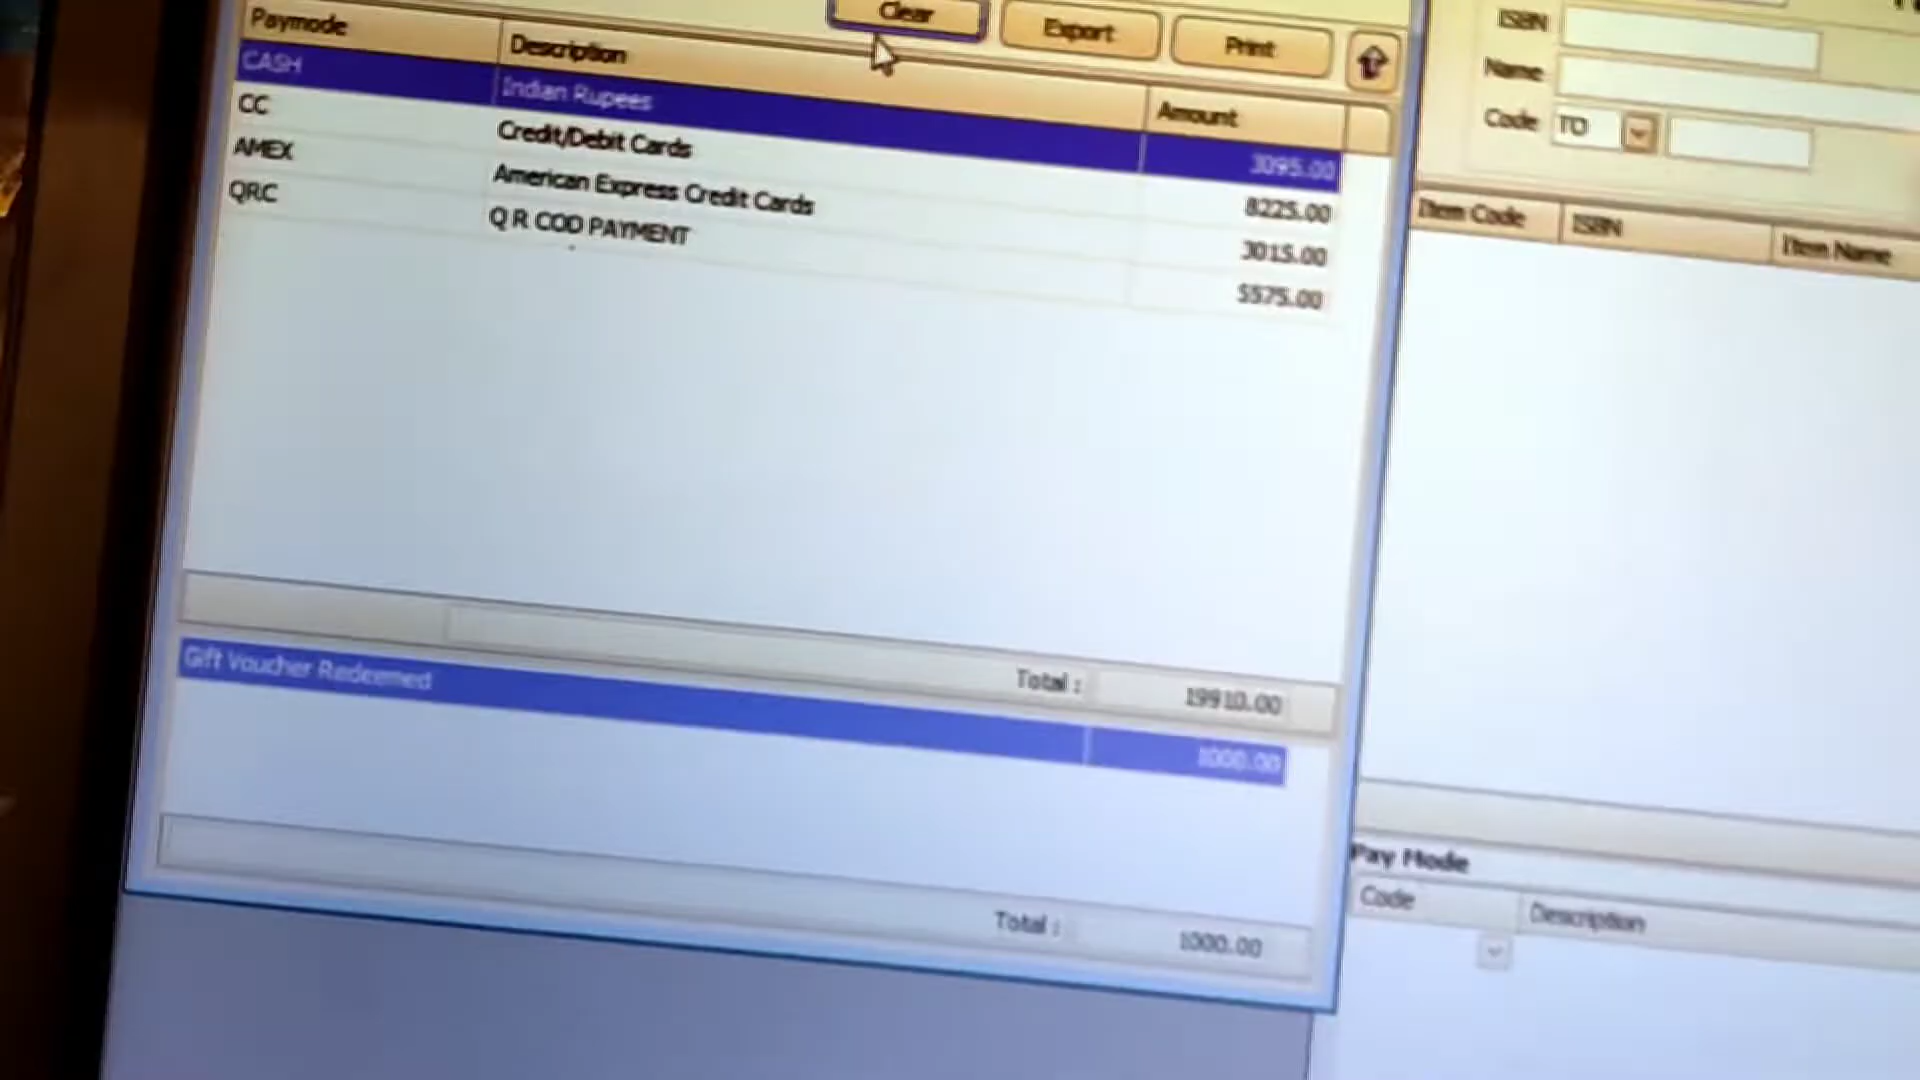 Clear Export Print
Paymode Description Amount
CASH Indian Rupees 3095.00
CC Credit/Debit Cards 8225.00
AMEX American Express Credit Cards 3015.00
QRC Q R COD PAYMENT 5575.00
Total : 19910.00
Gift Voucher Redeemed 1000.00
Total : 1000.00
ISBN
Name
Code TO
Item Code ISBN Item Name
Pay Mode
Code Description